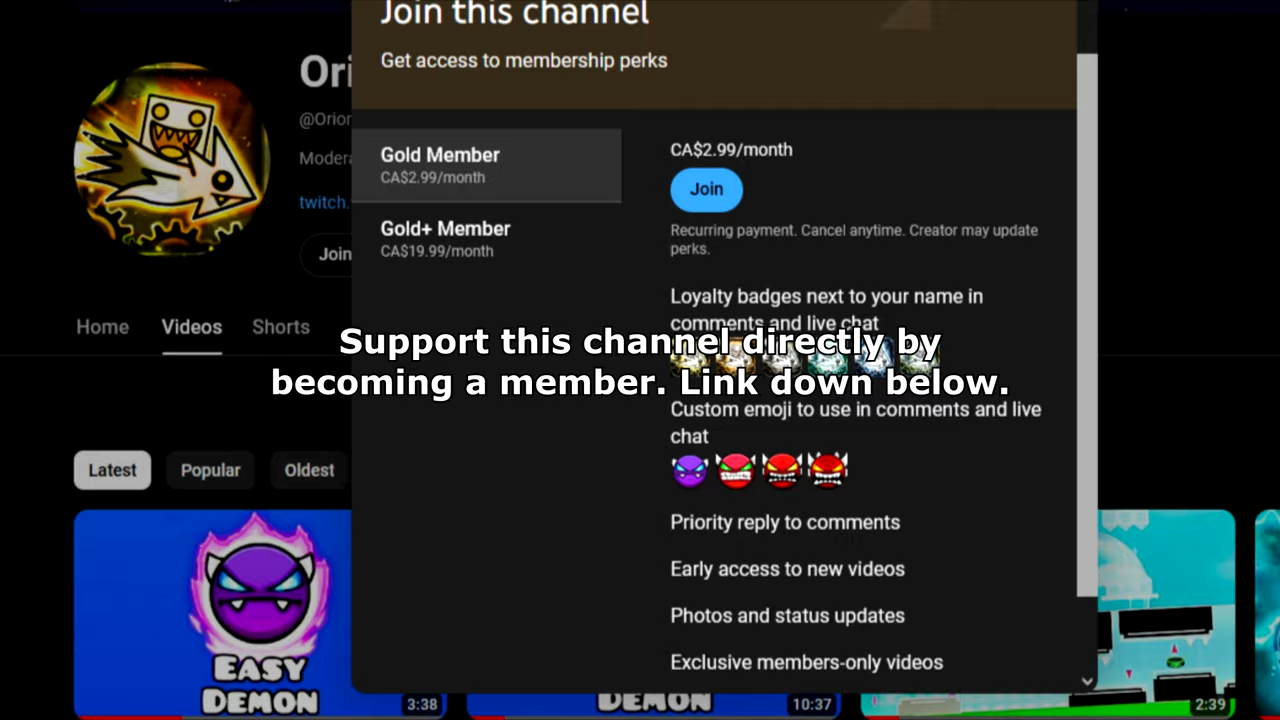 Join this channel
Get access to membership perks
Ori
@Orion
Modera
twitch.
Join
Gold Member
CA$2.99/month
Gold+ Member
CA$19.99/month
CA$2.99/month
Join
Recurring payment. Cancel anytime. Creator may update
perks.
Loyalty badges next to your name in
comments and live chat
Home
Videos
Shorts
Support this channel directly by
becoming a member. Link down below.
Custom emoji to use in comments and live
chat
Latest
Popular
Oldest
Priority reply to comments
Early access to new videos
Photos and status updates
Exclusive members-only videos
EASY
DEMON
3:38
DEMON
10:37
2:39